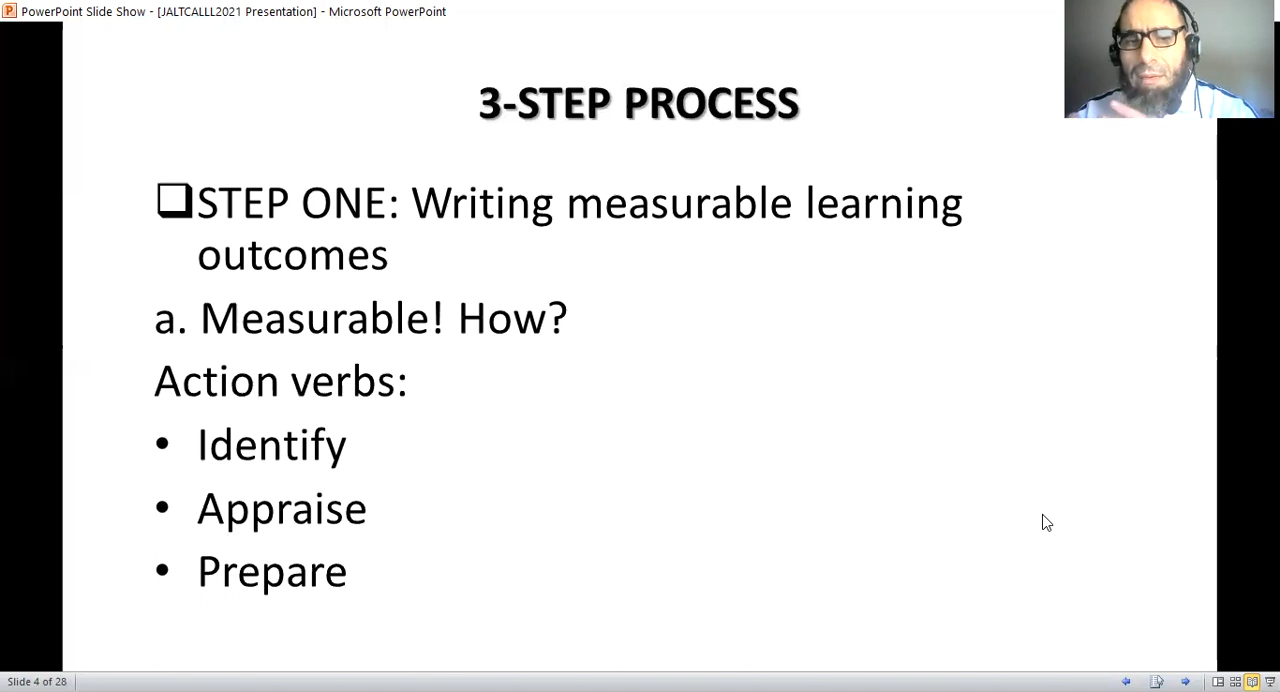 PowerPoint Slide Show - [JALTCALLL2021 Presentation] - Microsoft PowerPoint
3-STEP PROCESS
STEP ONE: Writing measurable learning
outcomes
a. Measurable! How?
Action verbs:
• Identify
• Appraise
• Prepare
Slide 4 of 28